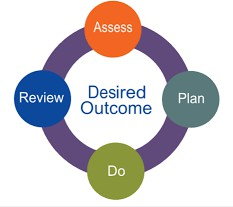 Assess
Review
Desired
Outcome
Plan
Do